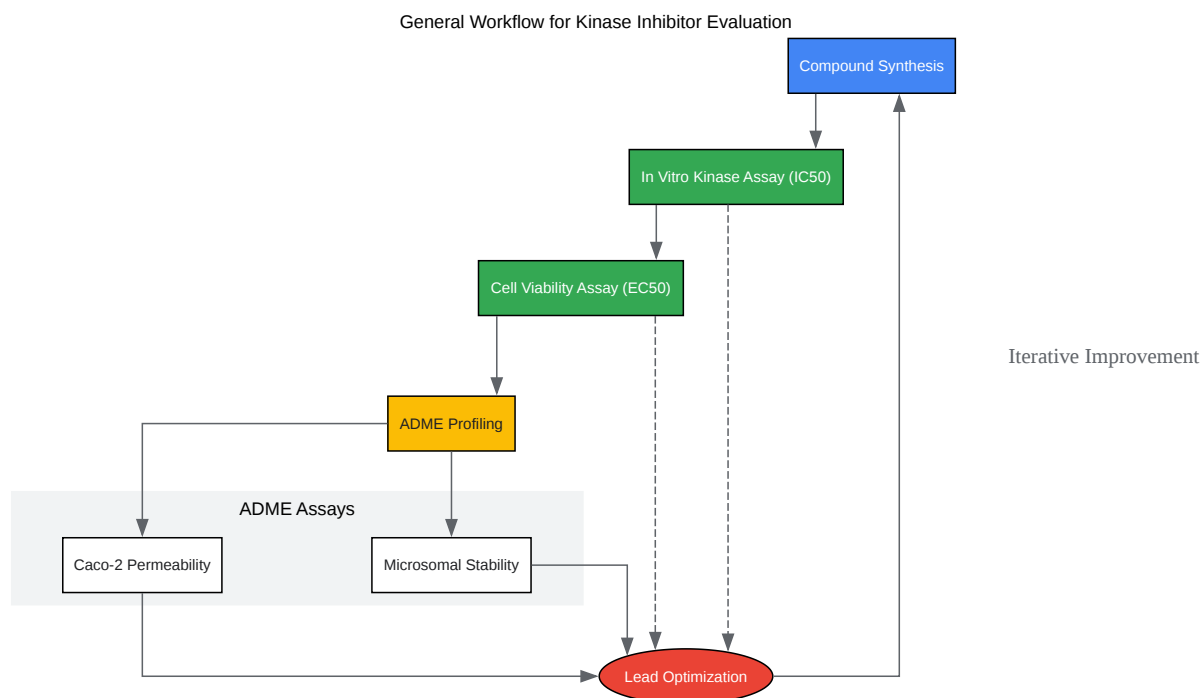 General Workflow for Kinase Inhibitor Evaluation
Compound Synthesis
In Vitro Kinase Assay (IC50)
Cell Viability Assay (EC50)
Iterative Improvement
ADME Profiling
ADME Assays
Caco-2 Permeability
Microsomal Stability
Lead Optimization